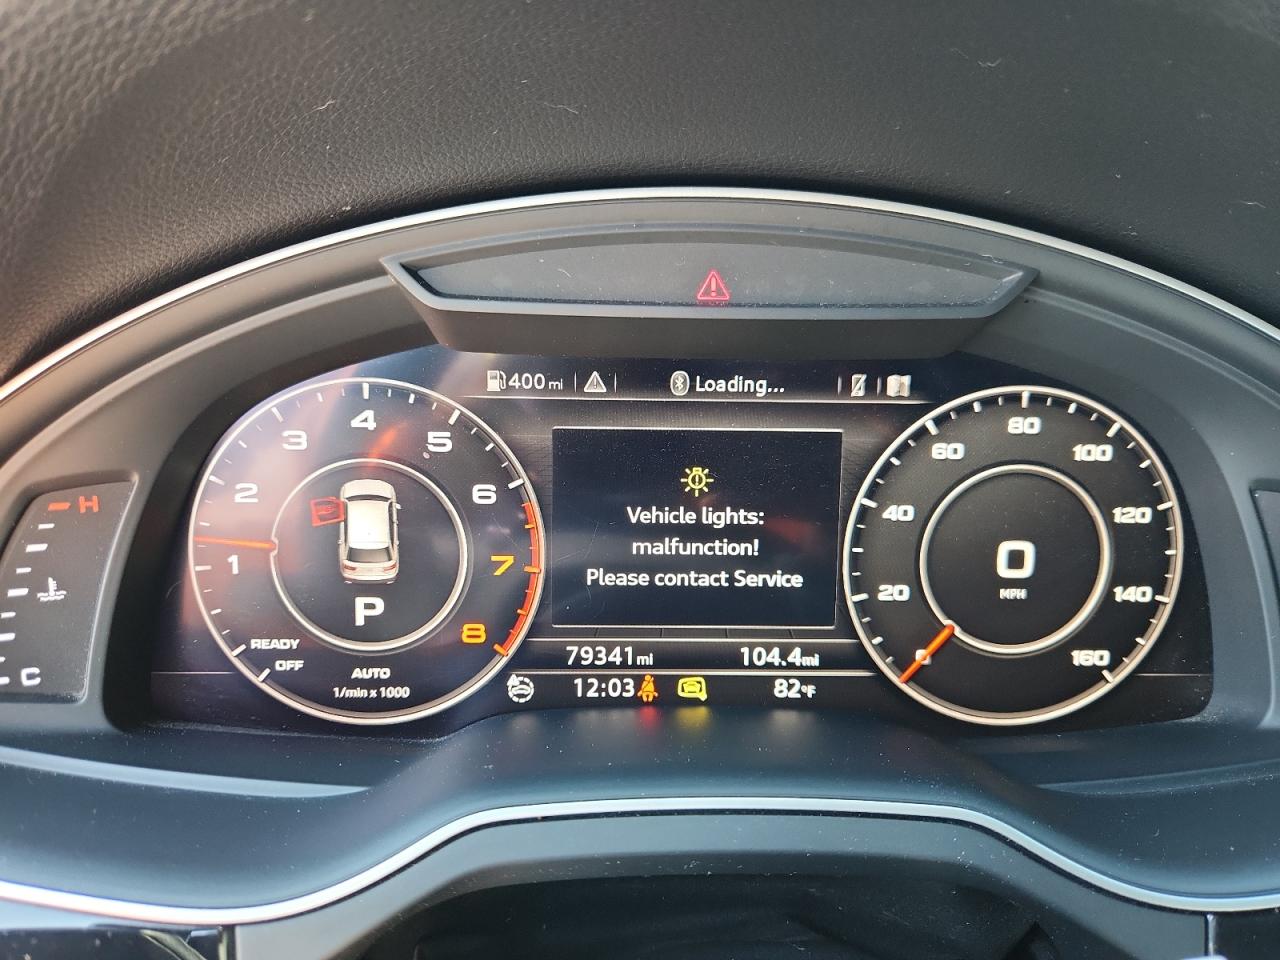 400 mi
Loading...
1
2
3
4
5
6
7
8
READY
OFF
P
AUTO
1/min x 1000
H
C
Vehicle lights:
malfunction!
Please contact Service
79341 mi
104.4 mi
12:03
82°F
20
40
60
80
100
120
140
160
0
MPH